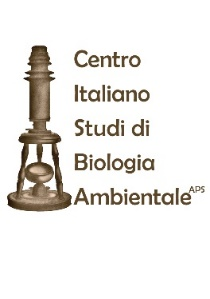 Centro
Italiano
Studi di
Biologia
Ambientale APS